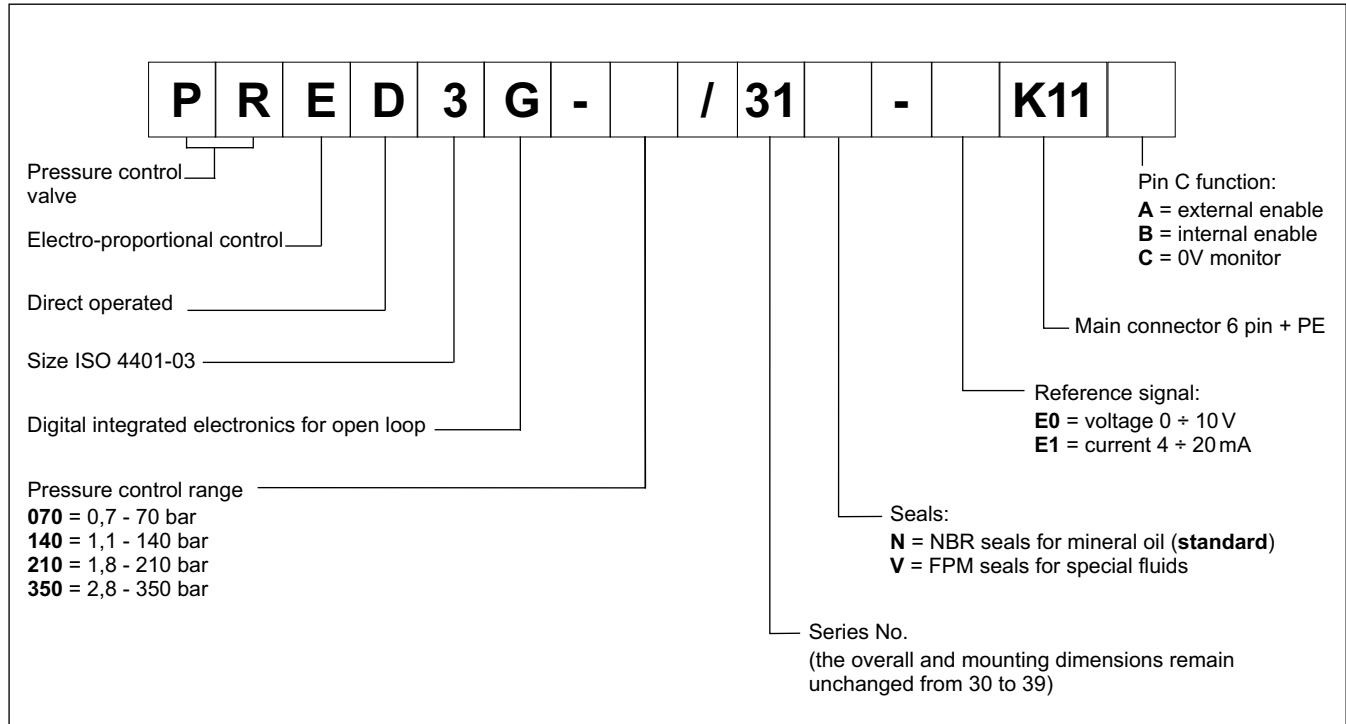 P R E D 3 G - / 31 - K11
Pressure control
valve
Electro-proportional control
Direct operated
Size ISO 4401-03
Digital integrated electronics for open loop
Pressure control range
070 = 0,7 - 70 bar
140 = 1,1 - 140 bar
210 = 1,8 - 210 bar
350 = 2,8 - 350 bar
Pin C function:
A = external enable
B = internal enable
C = 0V monitor
Main connector 6 pin + PE
Reference signal:
E0 = voltage 0 ÷ 10 V
E1 = current 4 ÷ 20 mA
Seals:
N = NBR seals for mineral oil (standard)
V = FPM seals for special fluids
Series No.
(the overall and mounting dimensions remain
unchanged from 30 to 39)